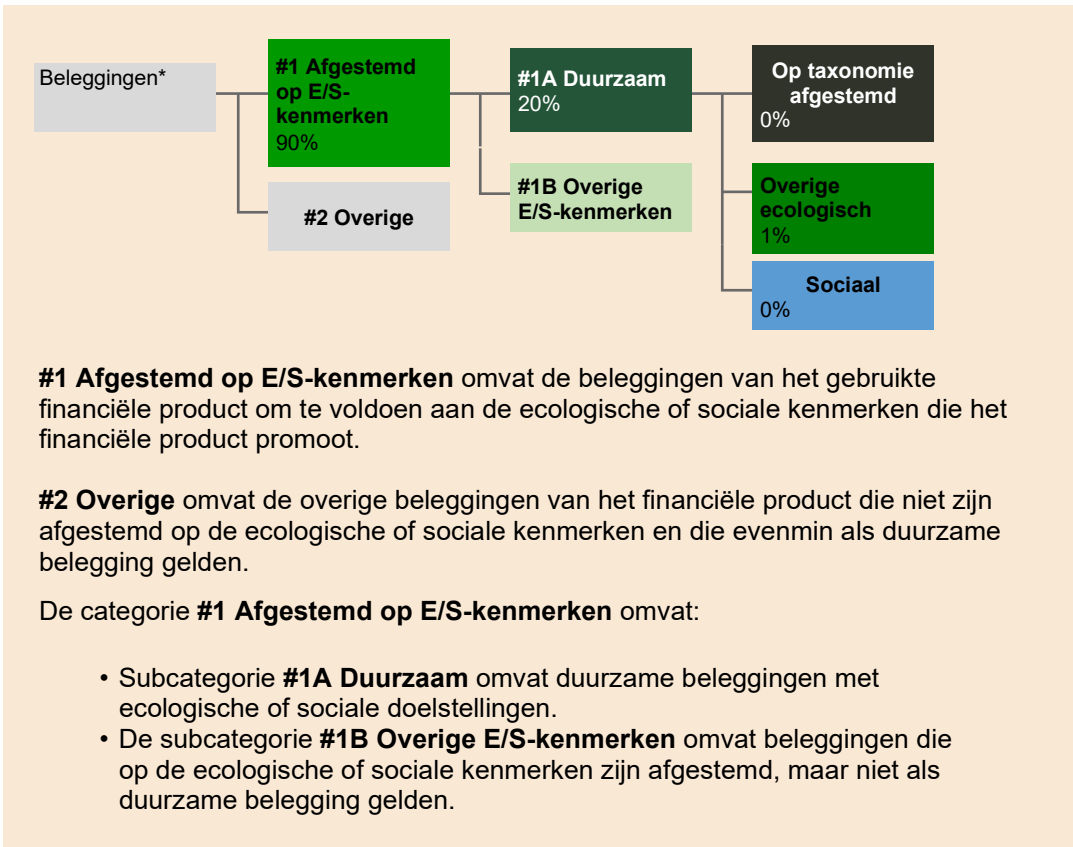 Beleggingen*
#1 Afgestemd
op E/S-
kenmerken
90%
#2 Overige
#1A Duurzaam
20%
#1B Overige
E/S-kenmerken
Op taxonomie
afgestemd
0%
Overige
ecologisch
1%
Sociaal
0%
#1 Afgestemd op E/S-kenmerken omvat de beleggingen van het gebruikte
financiële product om te voldoen aan de ecologische of sociale kenmerken die het
financiële product promoot.
#2 Overige omvat de overige beleggingen van het financiële product die niet zijn
afgestemd op de ecologische of sociale kenmerken en die evenmin als duurzame
belegging gelden.
De categorie #1 Afgestemd op E/S-kenmerken omvat:
• Subcategorie #1A Duurzaam omvat duurzame beleggingen met
ecologische of sociale doelstellingen.
• De subcategorie #1B Overige E/S-kenmerken omvat beleggingen die
op de ecologische of sociale kenmerken zijn afgestemd, maar niet als
duurzame belegging gelden.